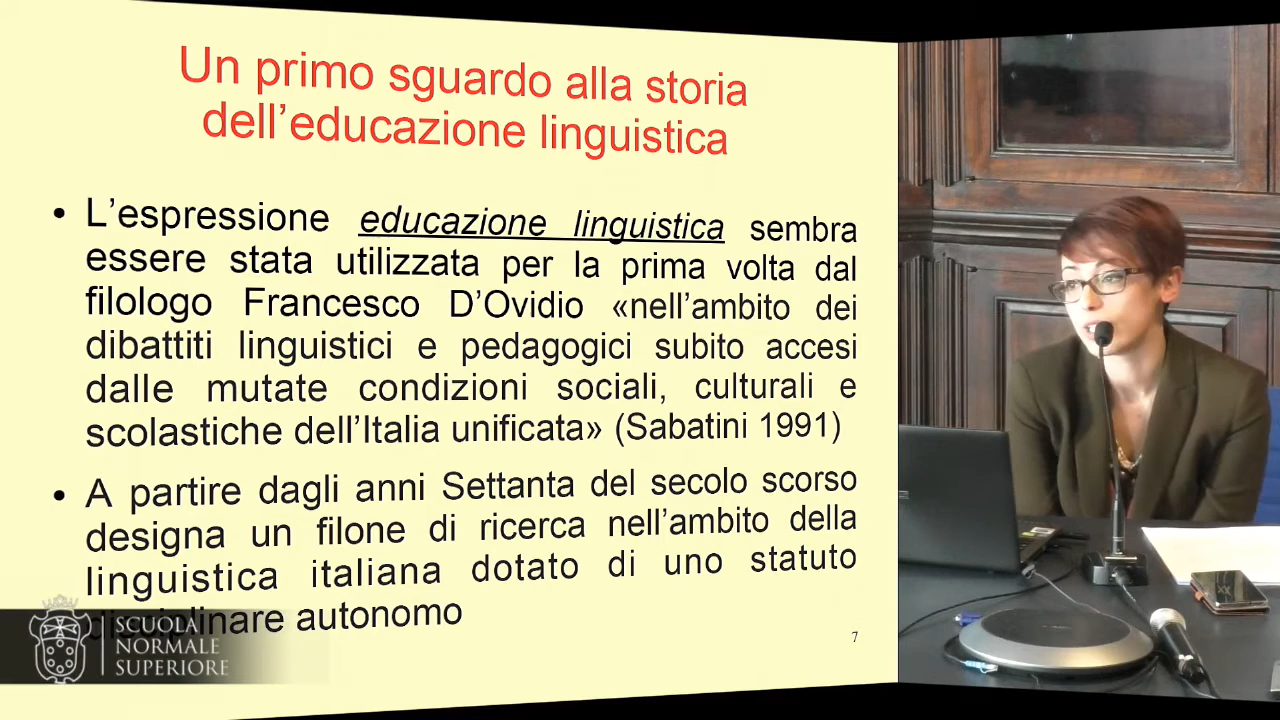 Un primo sguardo alla storia
dell’educazione linguistica
• L’espressione educazione linguistica sembra
essere stata utilizzata per la prima volta dal
filologo Francesco D’Ovidio «nell’ambito dei
dibattiti linguistici e pedagogici subito accesi
dalle mutate condizioni sociali, culturali e
scolastiche dell’Italia unificata» (Sabatini 1991)
• A partire dagli anni Settanta del secolo scorso
designa un filone di ricerca nell’ambito della
linguistica italiana dotato di uno statuto
disciplinare autonomo
7
SCUOLA
NORMALE
SUPERIORE